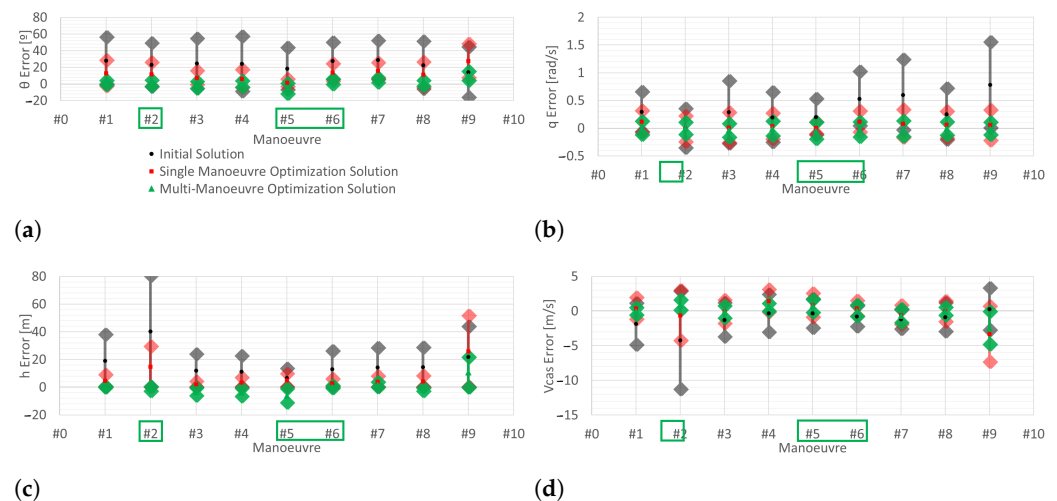 80
60
40
20
0
-20
θ Error [º]
#0 #1 #2 #3 #4 #5 #6 #7 #8 #9 #10
Manoeuvre
Initial Solution
Single Manoeuvre Optimization Solution
Multi-Manoeuvre Optimization Solution
(a)
2
1.5
1
0.5
0
-0.5
q Error [rad/s]
#0 #1 #2 #3 #4 #5 #6 #7 #8 #9 #10
Manoeuvre
(b)
80
60
40
20
0
-20
h Error [m]
#0 #1 #2 #3 #4 #5 #6 #7 #8 #9 #10
Manoeuvre
(c)
5
0
-5
-10
-15
Vcas Error [m/s]
#0 #1 #2 #3 #4 #5 #6 #7 #8 #9 #10
Manoeuvre
(d)